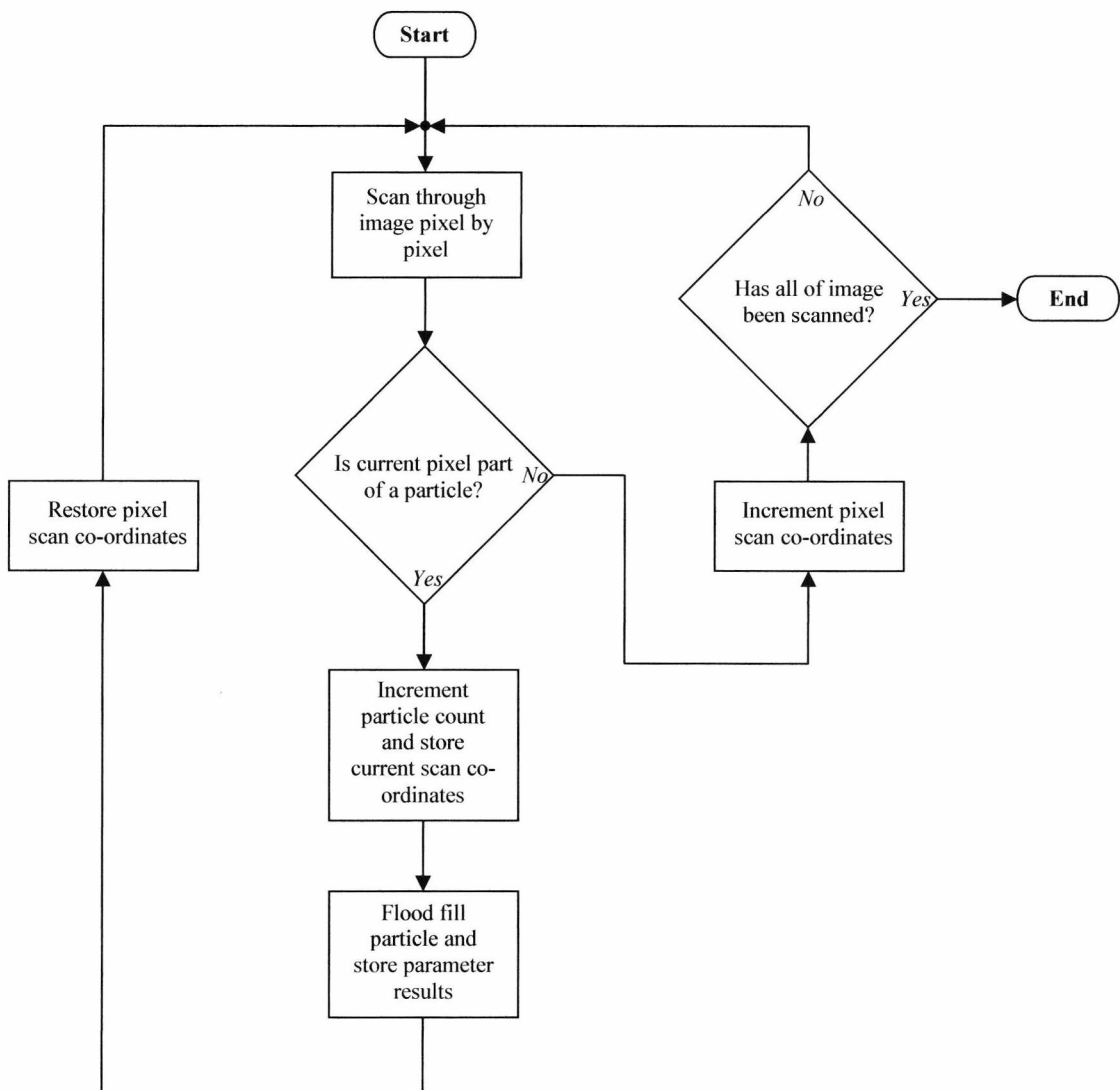 Start
Scan through
image pixel by
pixel
No
Has all of image
been scanned?
Yes
End
Is current pixel part
of a particle?
No
Yes
Restore pixel
scan co-ordinates
Increment pixel
scan co-ordinates
Increment
particle count
and store
current scan co-
ordinates
Flood fill
particle and
store parameter
results